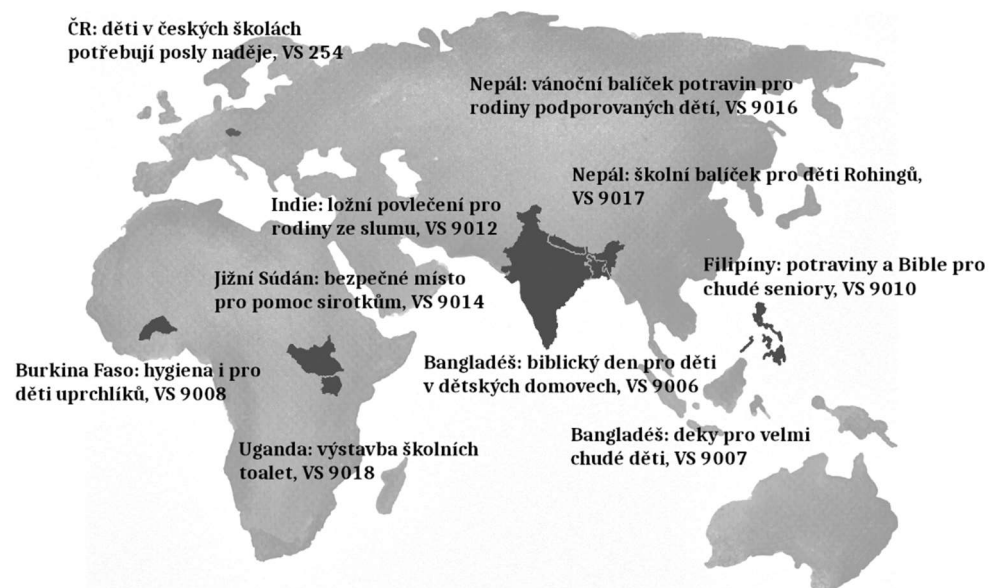 ČR: děti v českých školách
potřebují posly naděje, VS 254
Nepál: vánoční balíček potravin pro
rodiny podporovaných dětí, VS 9016
Nepál: školní balíček pro děti Rohingů,
VS 9017
Indie: ložní povlečení pro
rodiny ze slumu, VS 9012
Filipíny: potraviny a Bible pro
chudé seniory, VS 9010
Jižní Súdán: bezpečné místo
pro pomoc sirotkům, VS 9014
Burkina Faso: hygiena i pro
děti uprchlíků, VS 9008
Bangladéš: biblický den pro děti
v dětských domovech, VS 9006
Bangladéš: deky pro velmi
chudé děti, VS 9007
Uganda: výstavba školních
toalet, VS 9018